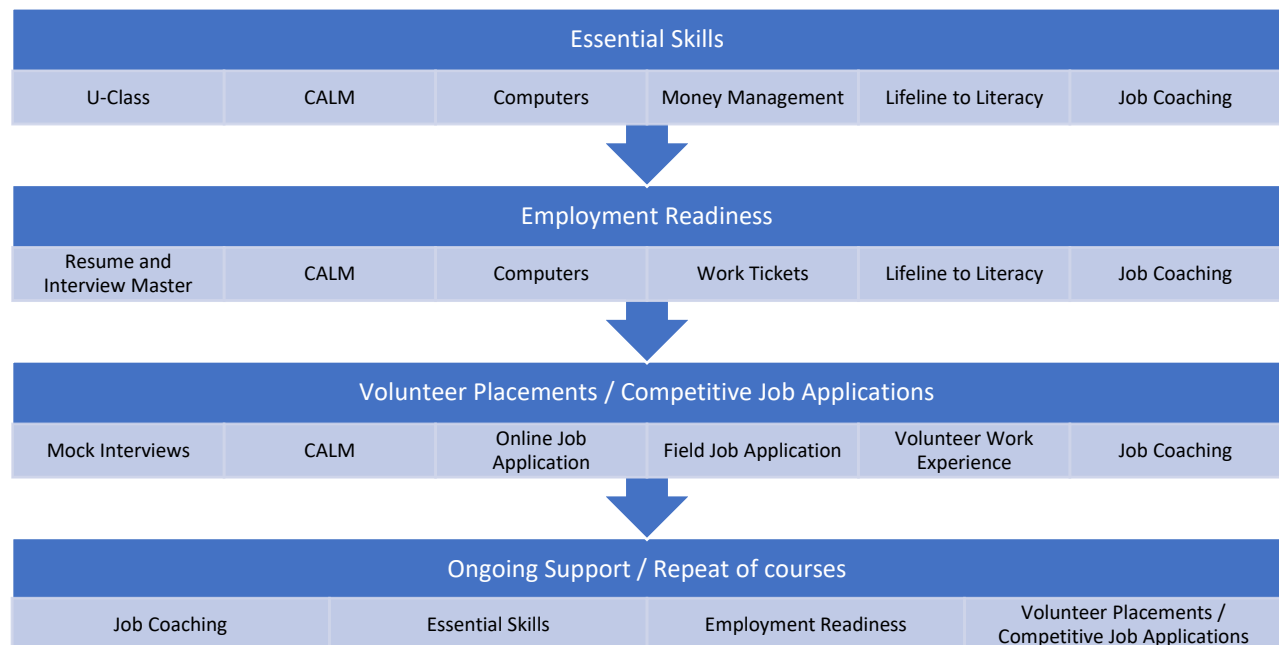 Essential Skills
U-Class
CALM
Computers
Money Management
Lifeline to Literacy
Job Coaching
Employment Readiness
Resume and
Interview Master
CALM
Computers
Work Tickets
Lifeline to Literacy
Job Coaching
Volunteer Placements / Competitive Job Applications
Mock Interviews
CALM
Online Job
Application
Field Job Application
Volunteer Work
Experience
Job Coaching
Ongoing Support / Repeat of courses
Job Coaching
Essential Skills
Employment Readiness
Volunteer Placements /
Competitive Job Applications